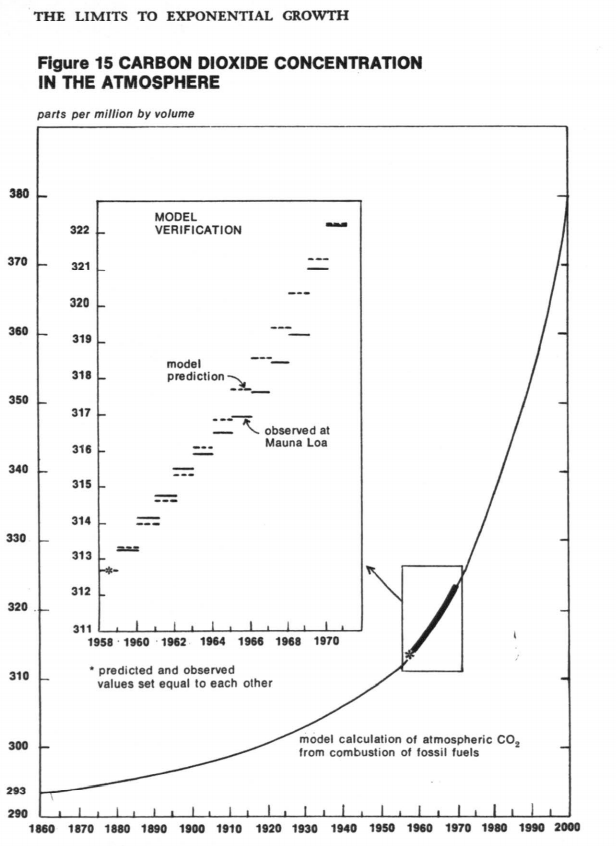 THE LIMITS TO EXPONENTIAL GROWTH
Figure 15 CARBON DIOXIDE CONCENTRATION
IN THE ATMOSPHERE
parts per million by volume
380
370
360
350
340
330
320
310
300
293
290
MODEL
VERIFICATION
322
321
320
319
318
317
316
315
314
313
312
311
model
prediction
observed at
Mauna Loa
1958 1960 1962 1964 1966 1968 1970
* predicted and observed
values set equal to each other
model calculation of atmospheric CO₂
from combustion of fossil fuels
1860 1870 1880 1890 1910 1920 1930 1940 1950 1960 1970 1980 1990 2000